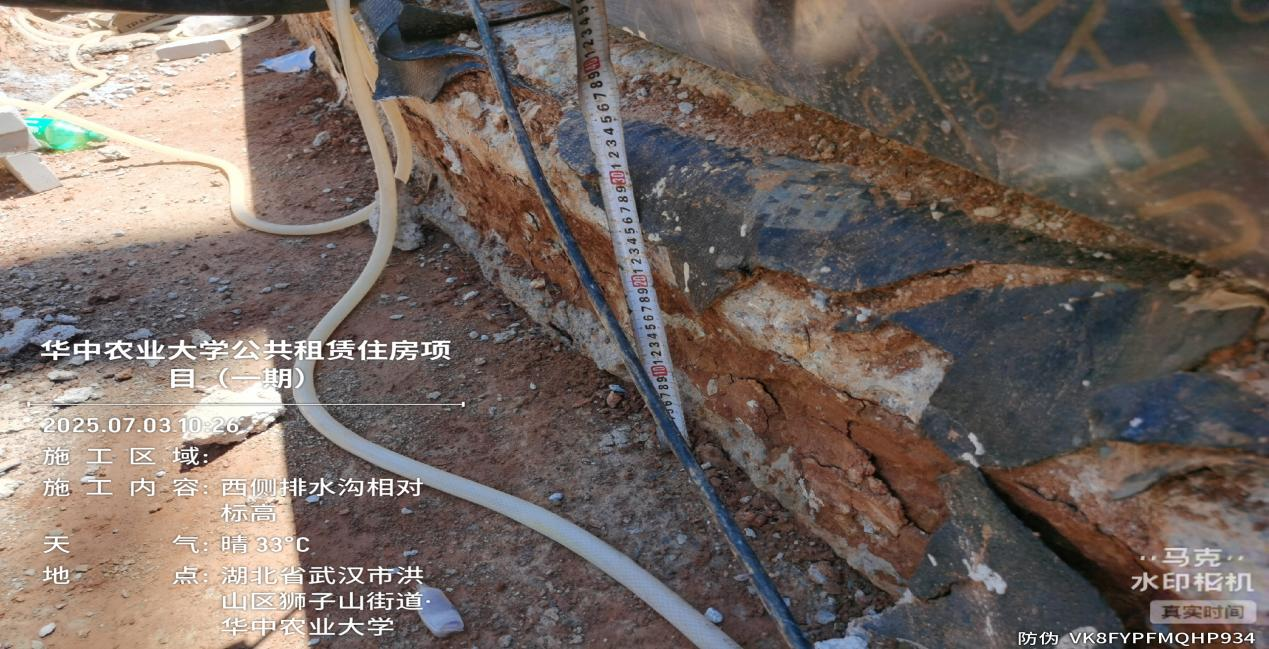 华中农业大学公共租赁住房项
目（一期）
2025.07.03 10:26
施工区域:
施工内容: 西侧排水沟相对
标高
天气: 晴 33°C
地点: 湖北省武汉市洪
山区狮子山街道·
华中农业大学
马克
水印相机
真实时间
防伪 VK8FYPFMQHP934